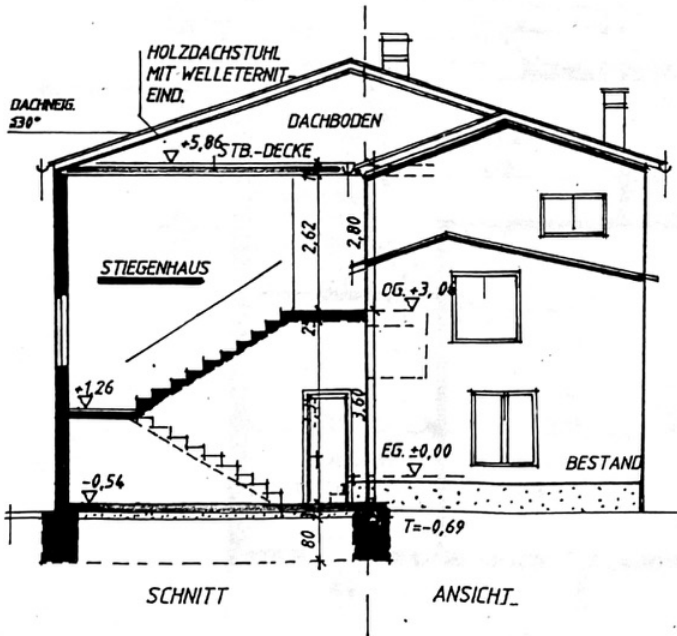 HOLZDACHSTUHL
MIT WELLETERNIT-
EIND.
DACHNEIG.
≤30°
DACHBODEN
+5,86
STB.-DECKE
2,62
2,80
STIEGENHAUS
OG. +3,06
+1,26
3,60
EG. ±0,00
BESTAND
-0,54
T=-0,69
80
SCHNITT
ANSICHT